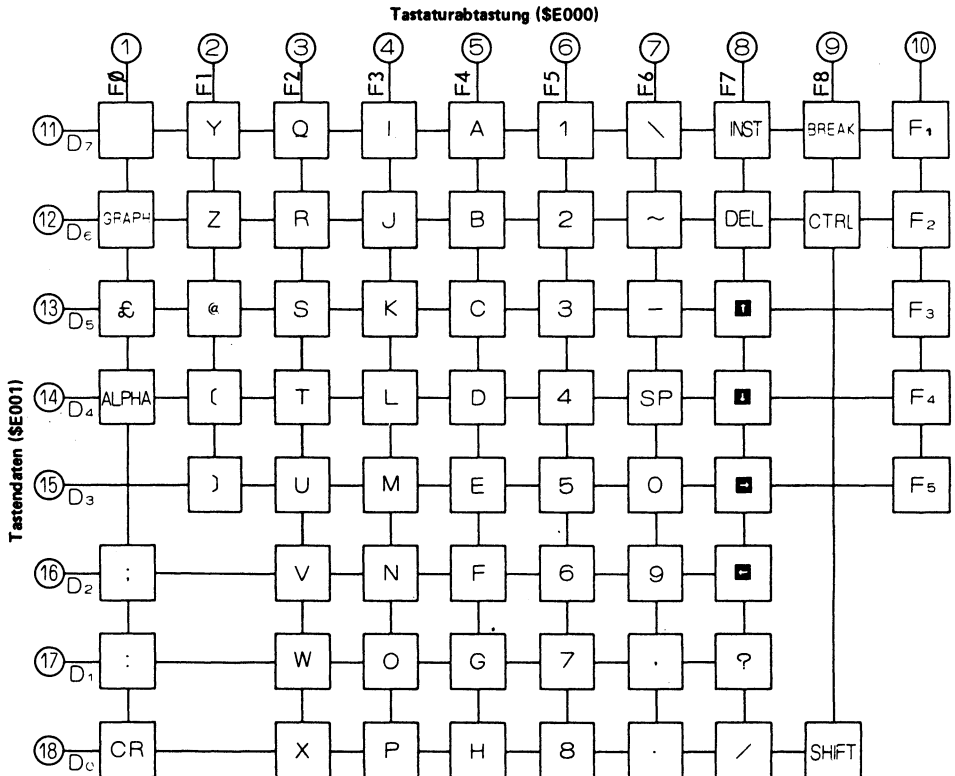 Tastaturabtastung ($E000)
1 2 3 4 5 6 7 8 9 10
FØ F1 F2 F3 F4 F5 F6 F7 F8
11 D7 Y Q I A 1 \ INST BREAK F1
12 D6 GRAPH Z R J B 2 ~ DEL CTRL F2
13 D5 £ @ S K C 3 - ↑ F3
Tastendaten ($E001)
14 D4 ALPHA [ T L D 4 SP ↓ F4
15 D3 ] U M E 5 0 → F5
16 D2 ; V N F 6 9 ←
17 D1 : W O G 7 ?
18 D0 CR X P H 8 . / SHIFT